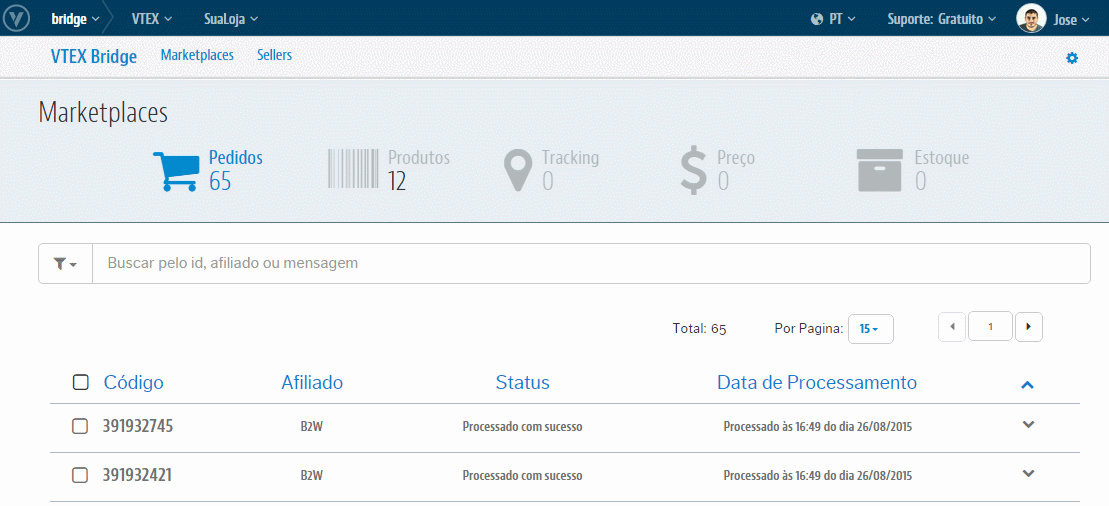 bridge VTEX SuaLoja PT Suporte: Gratuito Jose
VTEX Bridge Marketplaces Sellers
Marketplaces
Pedidos Produtos Tracking Preço Estoque
65 12 0 0 0
Buscar pelo id, afiliado ou mensagem
Total: 65 Por Pagina: 15 1
Código Afiliado Status Data de Processamento
391932745 B2W Processado com sucesso Processado às 16:49 do dia 26/08/2015
391932421 B2W Processado com sucesso Processado às 16:49 do dia 26/08/2015